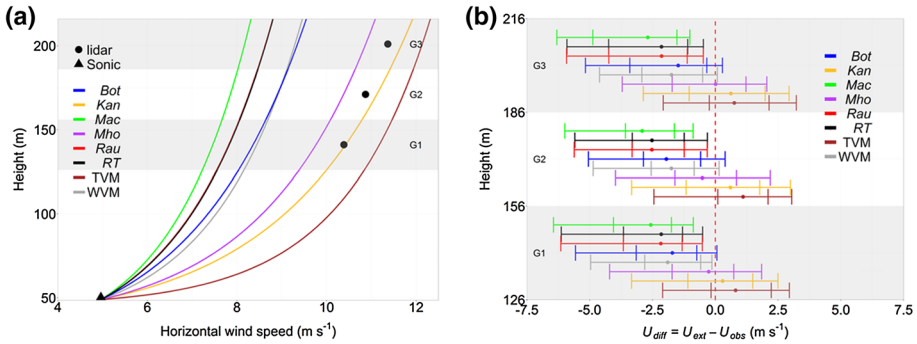 (a)
Height (m)
200
150
100
50
lidar
Sonic
Bot
Kan
Mac
Mho
Rau
RT
TVM
WVM
G3
G2
G1
4
6
8
10
12
Horizontal wind speed (m s⁻¹)
(b)
Height (m)
216
186
156
126
G3
G2
G1
Bot
Kan
Mac
Mho
Rau
RT
TVM
WVM
-7.5
-5.0
-2.5
0.0
2.5
5.0
7.5
U_diff = U_ext – U_obs (m s⁻¹)